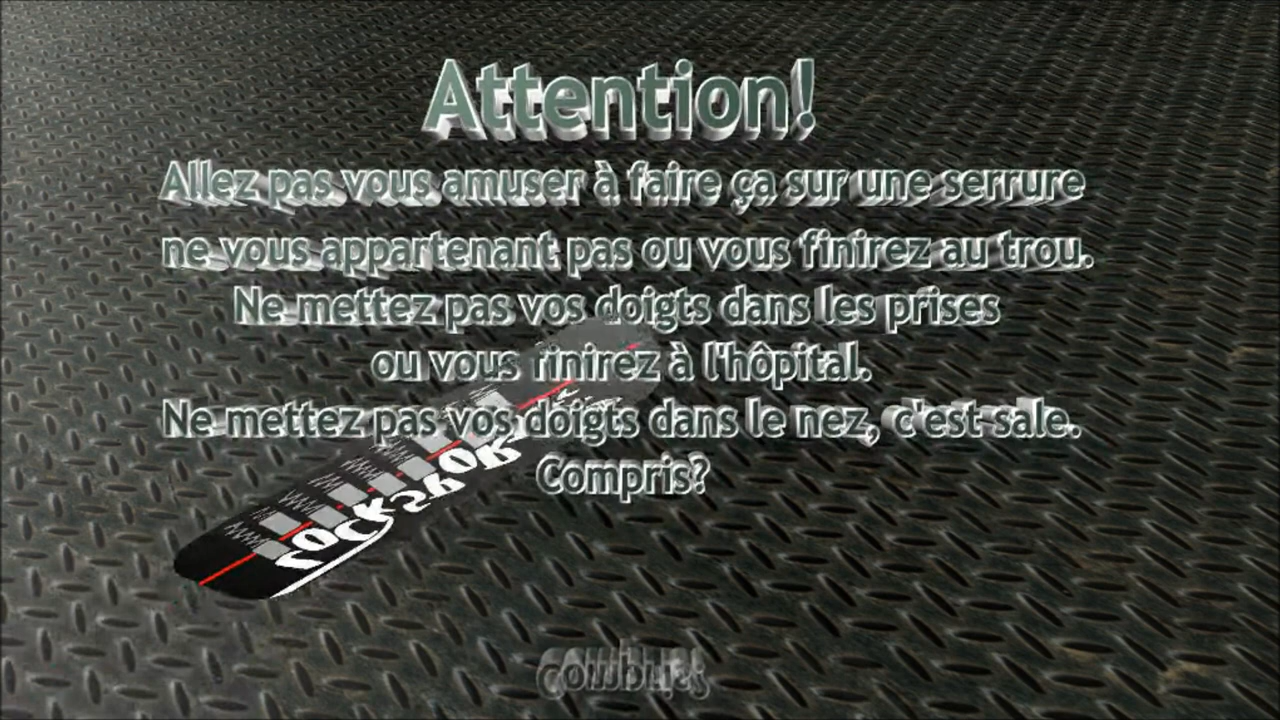 Attention!
Allez pas vous amuser à faire ça sur une serrure
ne vous appartenant pas ou vous finirez au trou.
Ne mettez pas vos doigts dans les prises
ou vous finirez à l'hôpital.
Ne mettez pas vos doigts dans le nez, c'est sale.
Compris?